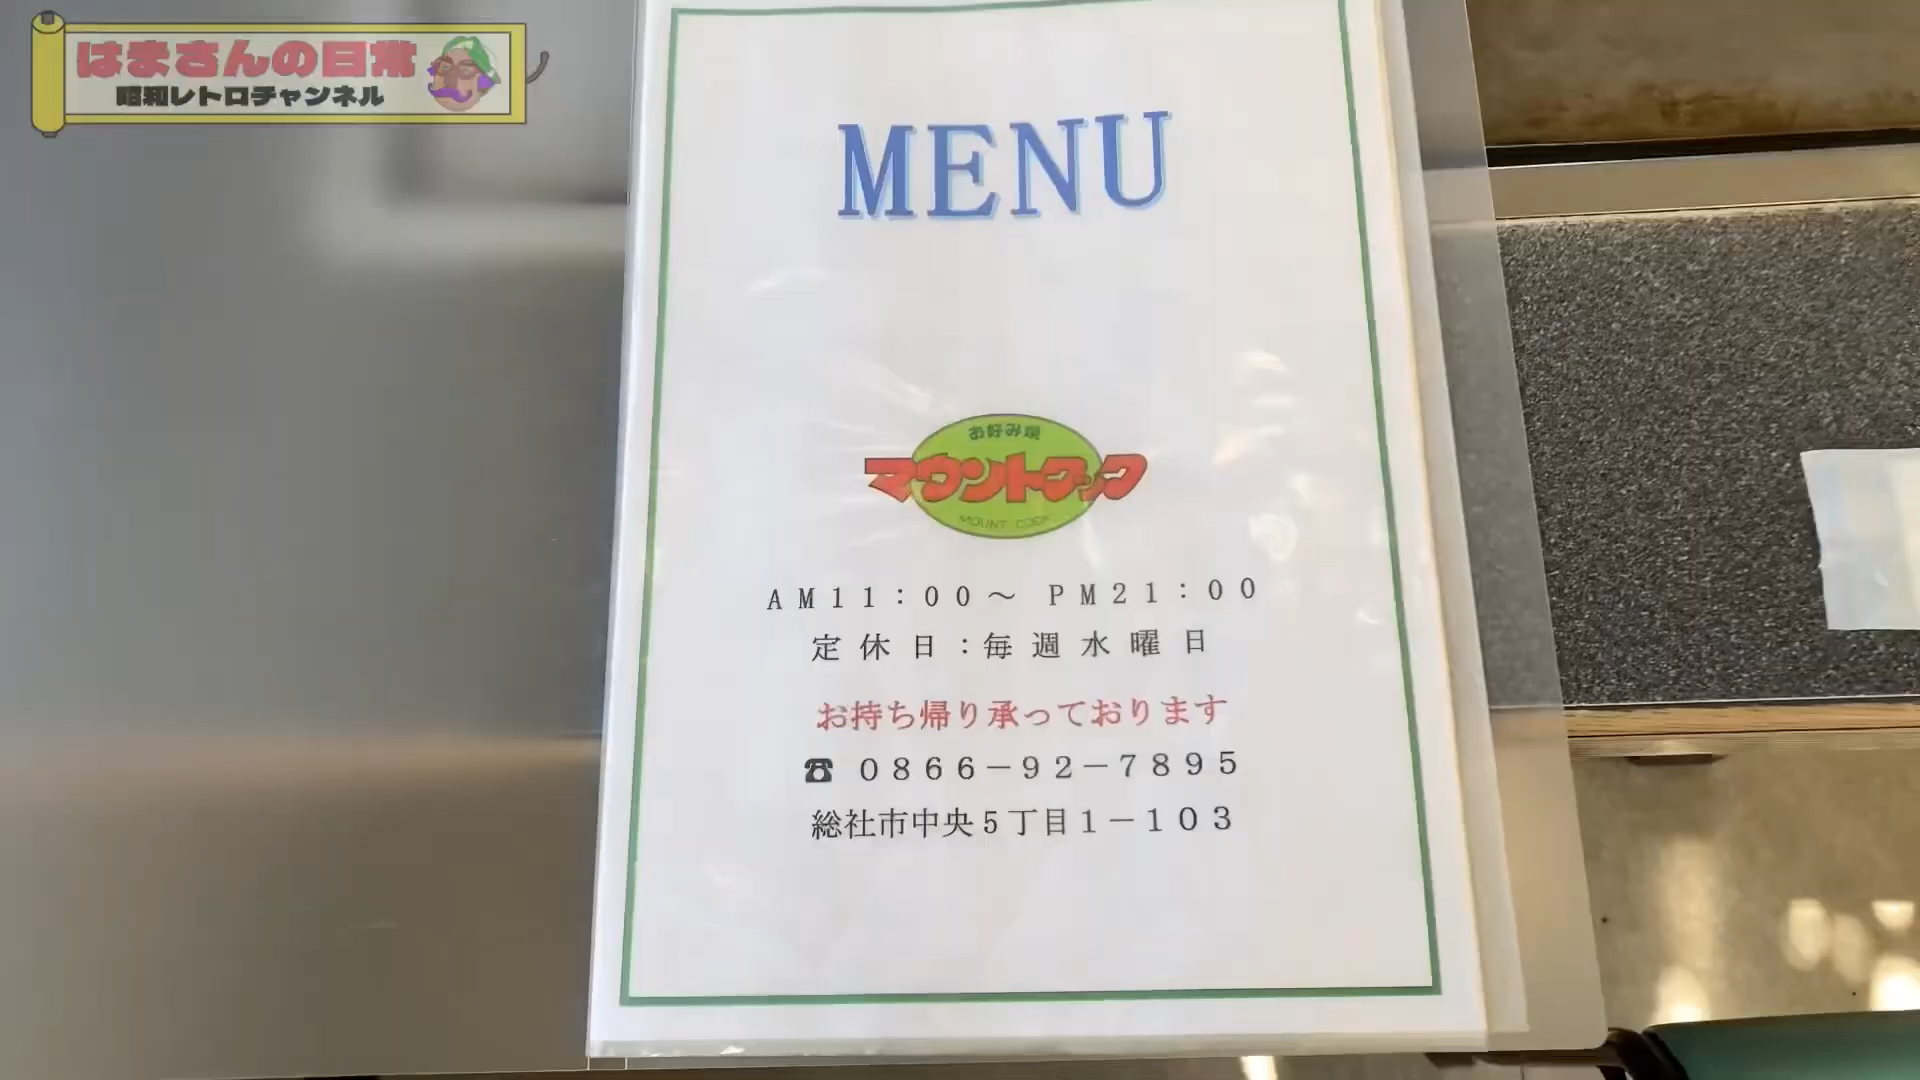 はまさんの日常
昭和レトロチャンネル
MENU
お好み焼
マウントクック
MOUNT COOK
AM11:00～ PM21:00
定休日:毎週水曜日
お持ち帰り承っております
☎ 0866－92－7895
総社市中央5丁目1－103